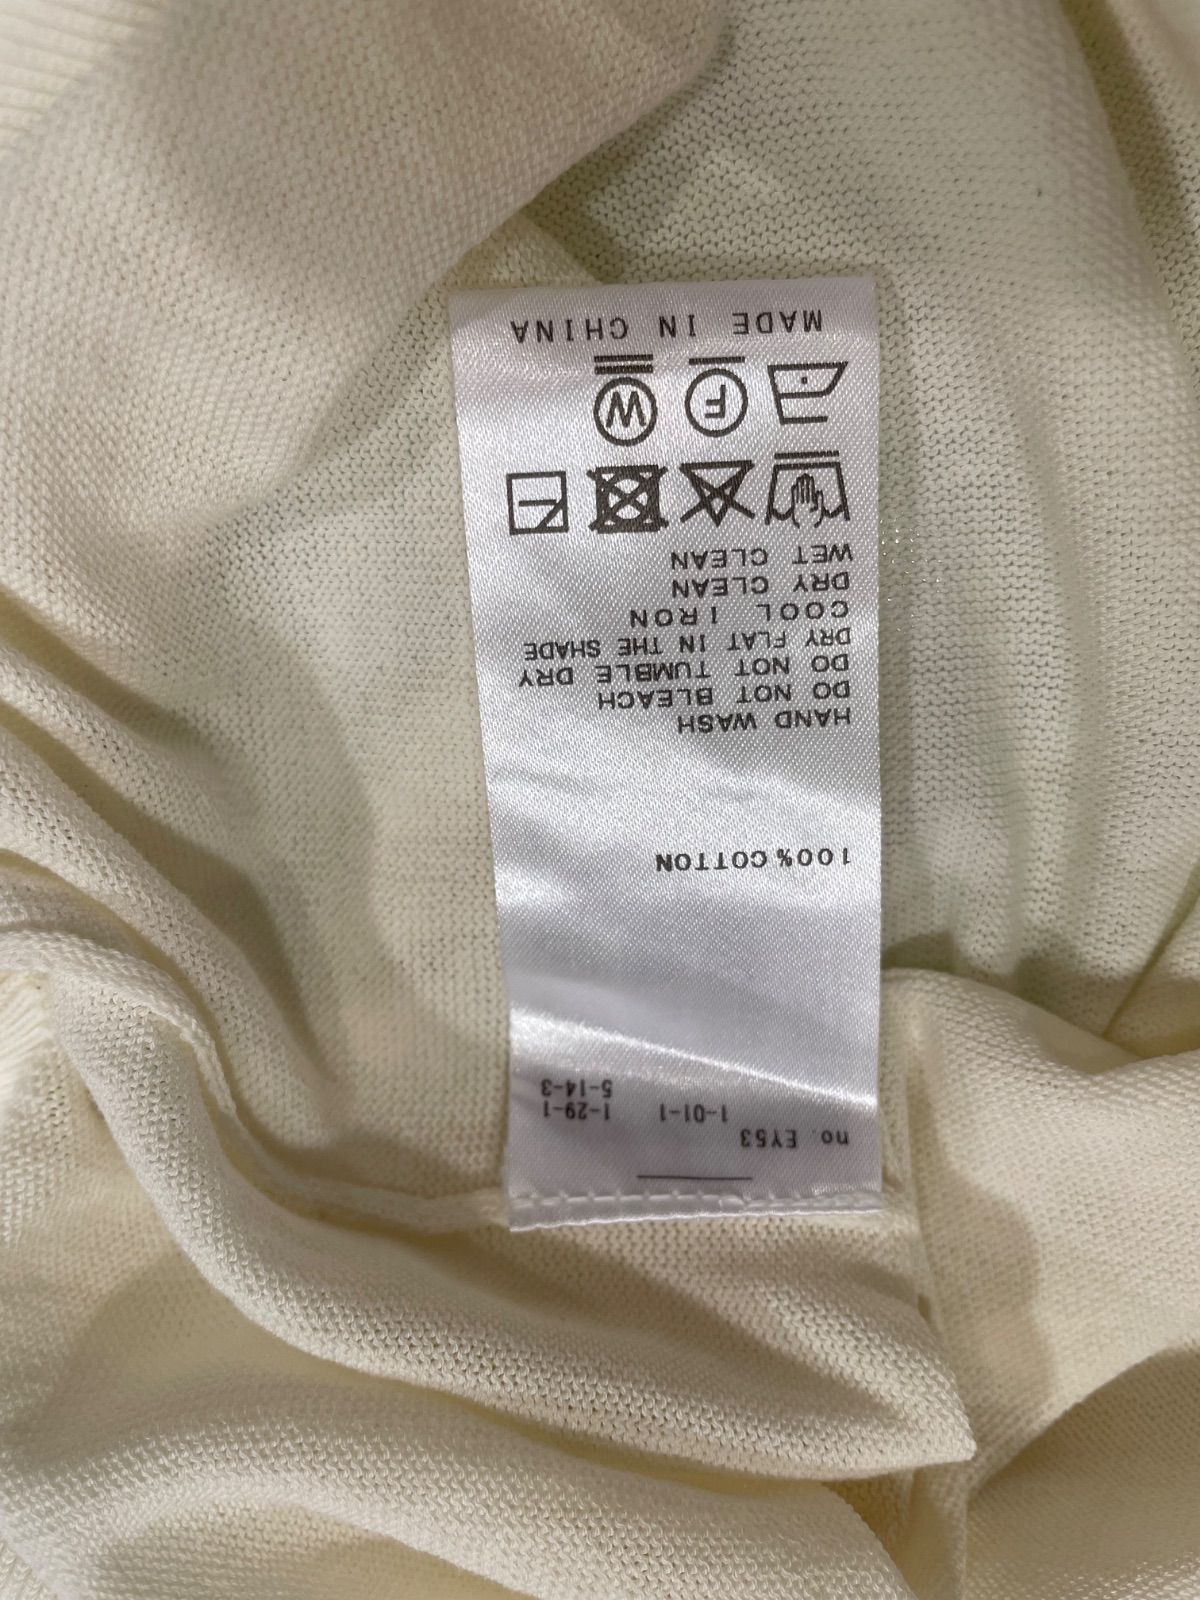 no. EY53
1-01-1 1-29-1
5-14-3
100% COTTON
HAND WASH
DO NOT BLEACH
DO NOT TUMBLE DRY
DRY FLAT IN THE SHADE
COOL IRON
DRY CLEAN
WET CLEAN
F W
MADE IN CHINA